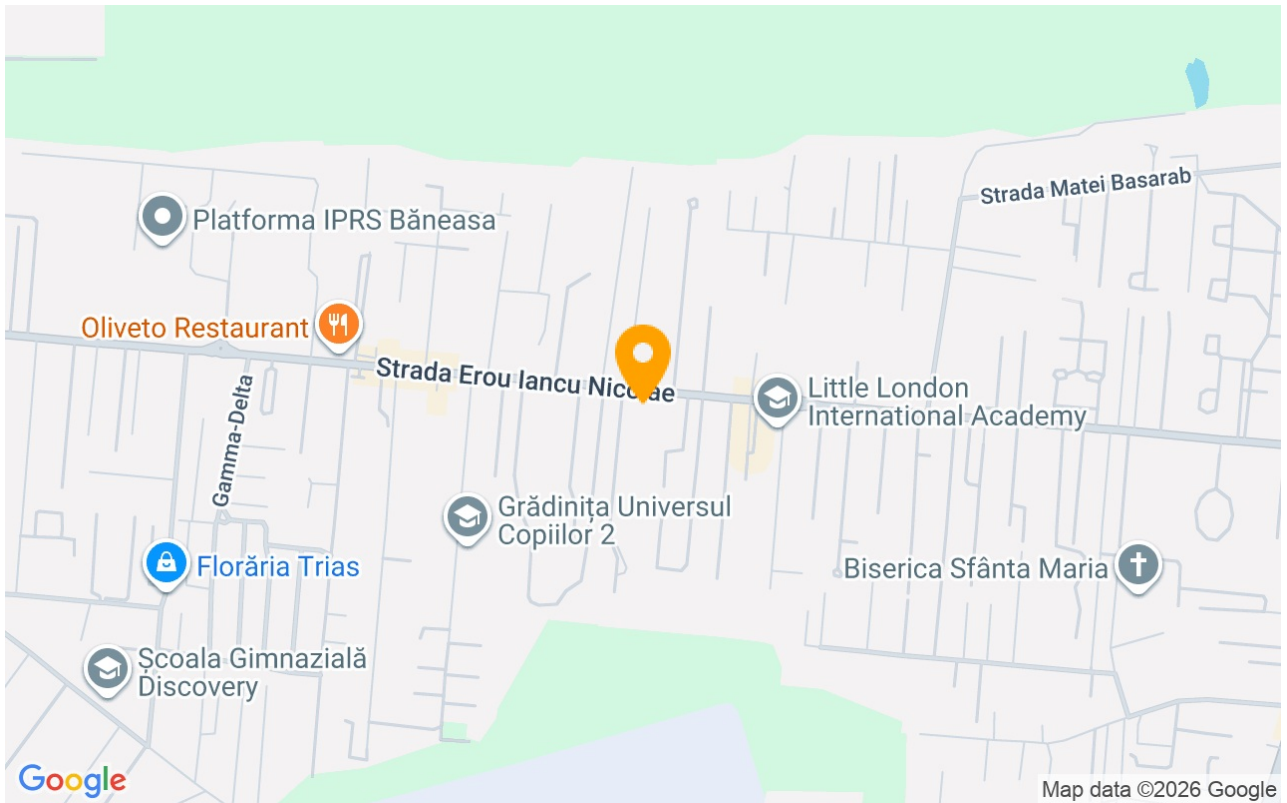 Strada Matei Basarab
Platforma IPRS Băneasa
Oliveto Restaurant
Strada Erou Iancu Nicolae
Little London
International Academy
Gamma-Delta
Grădinița Universul
Copiilor 2
Florăria Trias
Biserica Sfânta Maria
Școala Gimnazială
Discovery
Google
Map data ©2026 Google